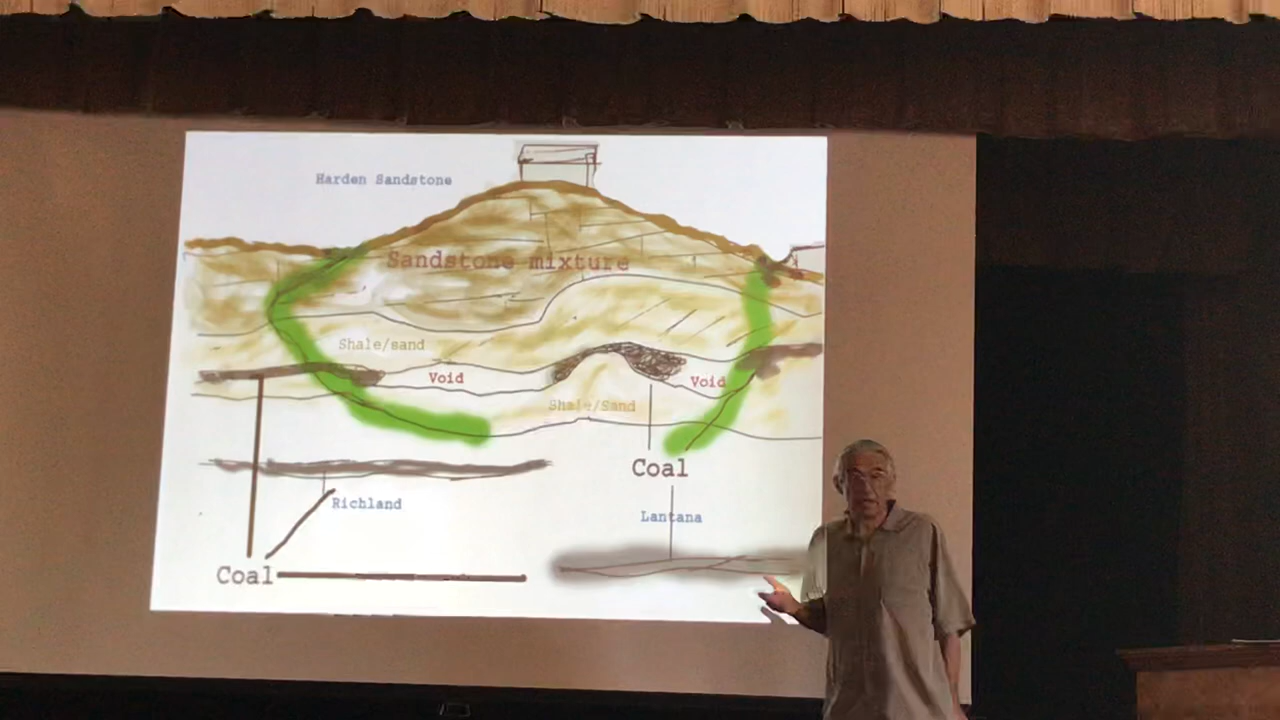 Harden Sandstone
Sandstone mixture
Shale/sand
Void
Void
Shale/Sand
Coal
Richland
Lantana
Coal